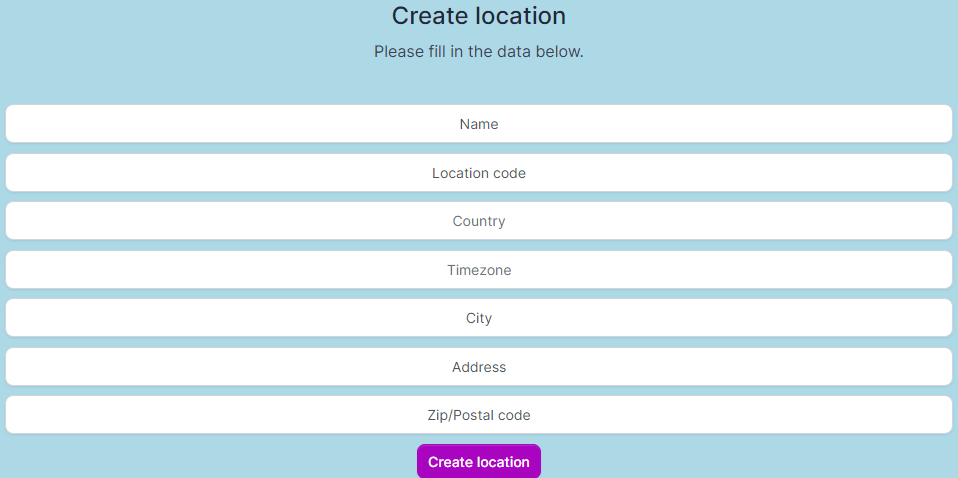 Create location
Please fill in the data below.
Name
Location code
Country
Timezone
City
Address
Zip/Postal code
Create location